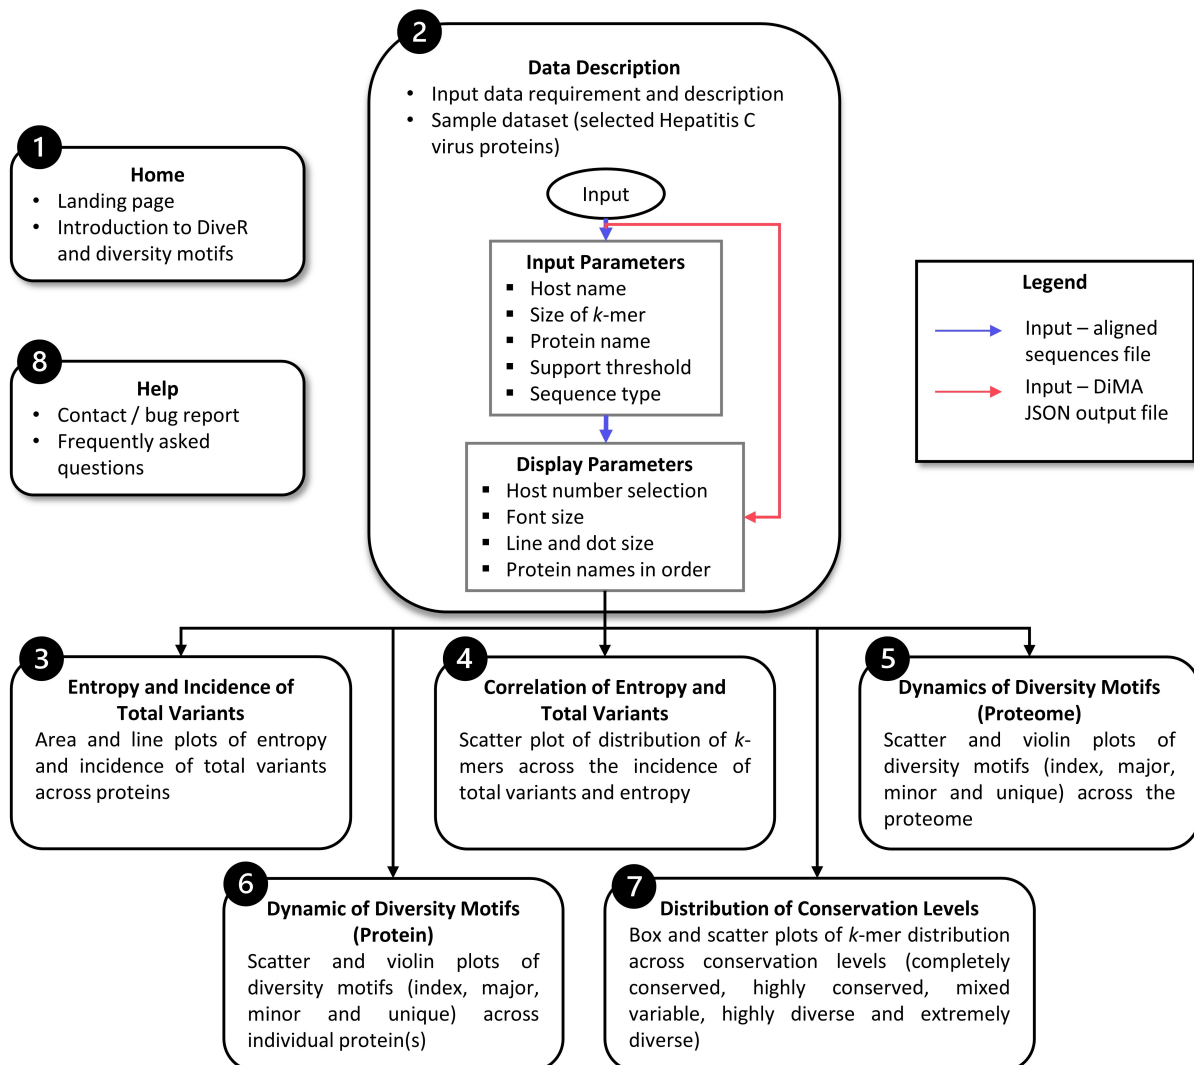 2
Data Description
• Input data requirement and description
• Sample dataset (selected Hepatitis C
virus proteins)
1
Home
• Landing page
• Introduction to DiveR
and diversity motifs
Input
Input Parameters
▪ Host name
▪ Size of k-mer
▪ Protein name
▪ Support threshold
▪ Sequence type
Legend
Input – aligned
sequences file
Input – DiMA
JSON output file
8
Help
• Contact / bug report
• Frequently asked
questions
Display Parameters
▪ Host number selection
▪ Font size
▪ Line and dot size
▪ Protein names in order
3
Entropy and Incidence of
Total Variants
Area and line plots of entropy
and incidence of total variants
across proteins
4
Correlation of Entropy and
Total Variants
Scatter plot of distribution of k-
mers across the incidence of
total variants and entropy
5
Dynamics of Diversity Motifs
(Proteome)
Scatter and violin plots of
diversity motifs (index, major,
minor and unique) across the
proteome
6
Dynamic of Diversity Motifs
(Protein)
Scatter and violin plots of
diversity motifs (index, major,
minor and unique) across
individual protein(s)
7
Distribution of Conservation Levels
Box and scatter plots of k-mer distribution
across conservation levels (completely
conserved, highly conserved, mixed
variable, highly diverse and extremely
diverse)